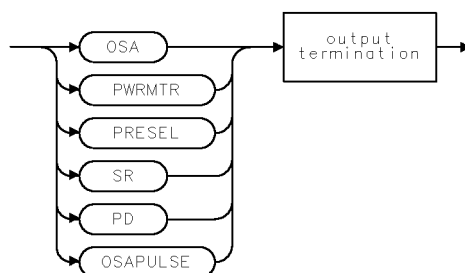 OSA
output
termination
PWRMTR
PRESEL
SR
PD
OSAPULSE